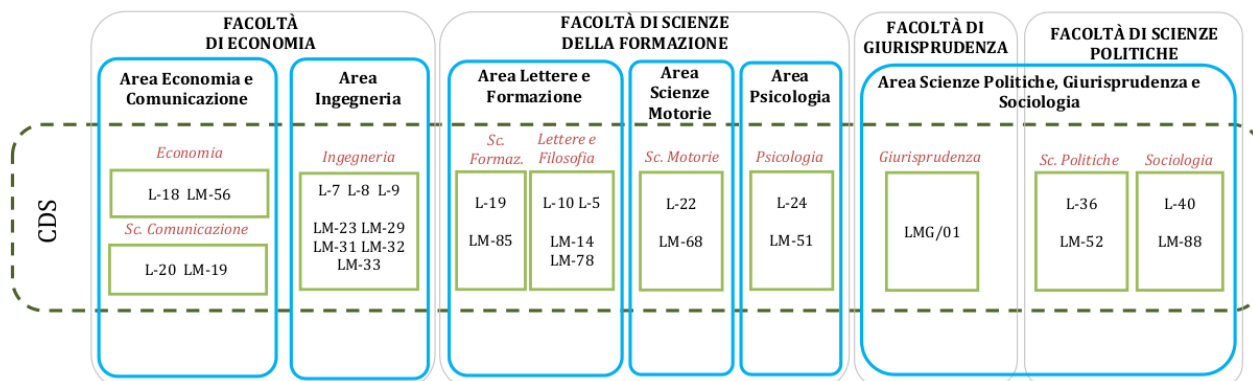 FACOLTÀ
DI ECONOMIA
FACOLTÀ DI SCIENZE
DELLA FORMAZIONE
FACOLTÀ DI
GIURISPRUDENZA
FACOLTÀ DI SCIENZE
POLITICHE
Area Economia e
Comunicazione
Area
Ingegneria
Area Lettere e
Formazione
Area
Scienze
Motorie
Area
Psicologia
Area Scienze Politiche, Giurisprudenza e
Sociologia
CDS
Economia
L-18 LM-56
Sc. Comunicazione
L-20 LM-19
Ingegneria
L-7 L-8 L-9
LM-23 LM-29
LM-31 LM-32
LM-33
Sc.
Formaz.
L-19
LM-85
Lettere e
Filosofia
L-10 L-5
LM-14
LM-78
Sc. Motorie
L-22
LM-68
Psicologia
L-24
LM-51
Giurisprudenza
LMG/01
Sc. Politiche
L-36
LM-52
Sociologia
L-40
LM-88